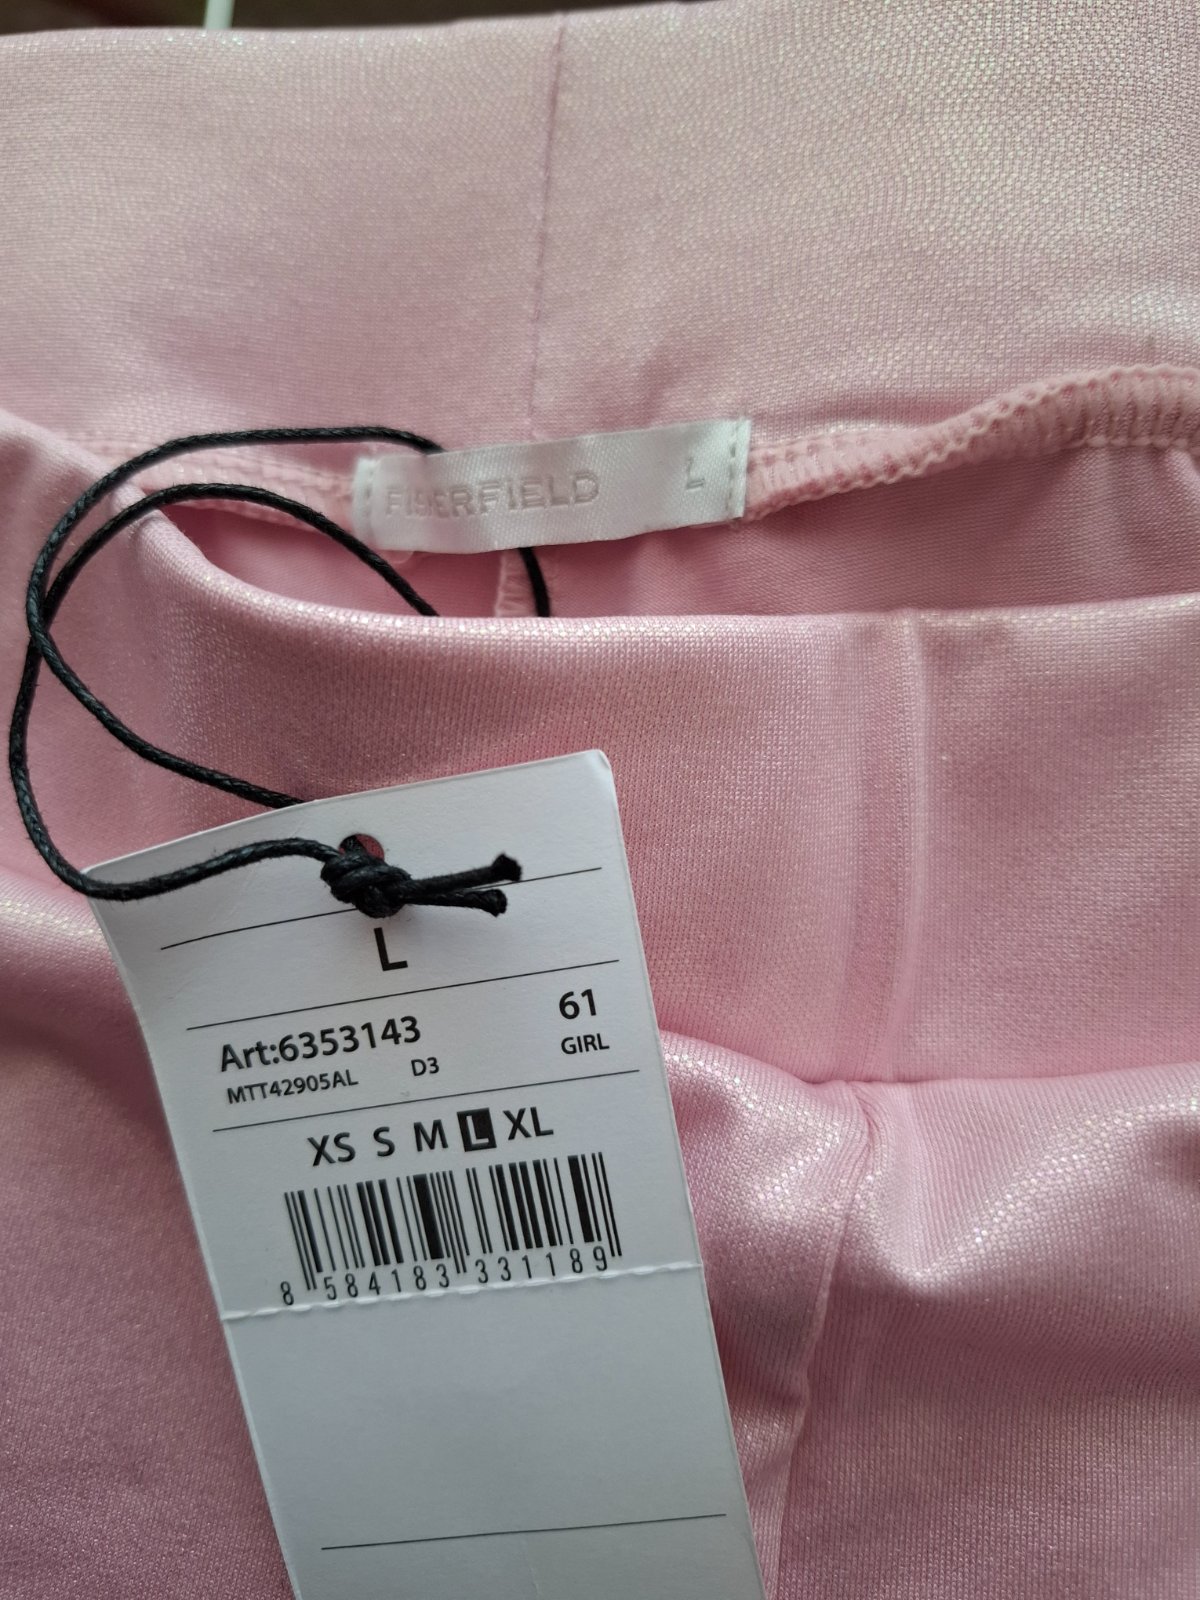 FISHERFIELD L
L
Art:6353143 61
MTT42905AL D3 GIRL
XS S M L XL
8 584183 331189